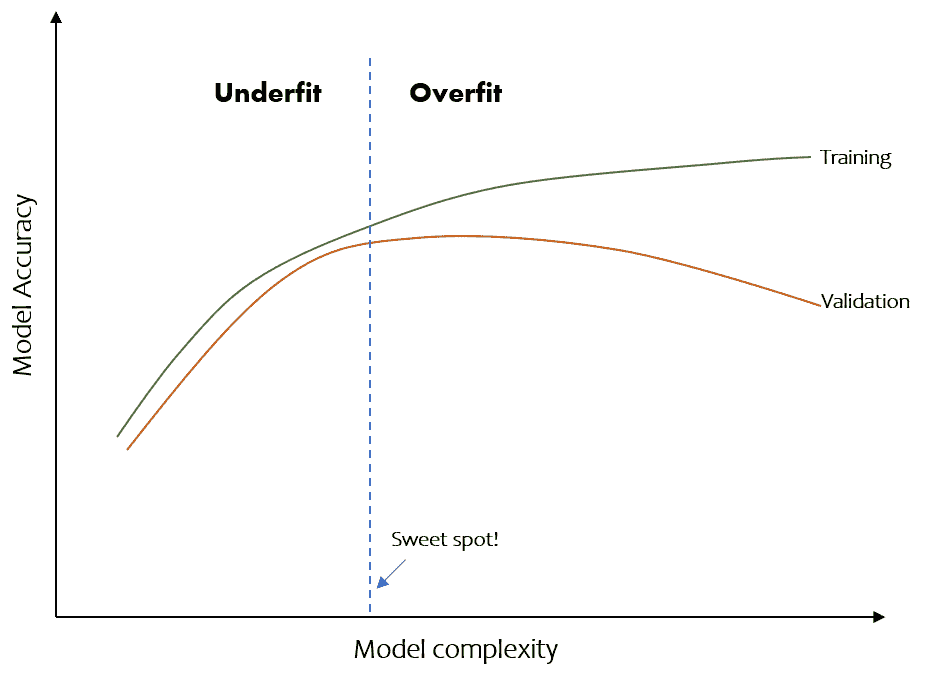 Underfit
Overfit
Training
Validation
Model Accuracy
Sweet spot!
Model complexity